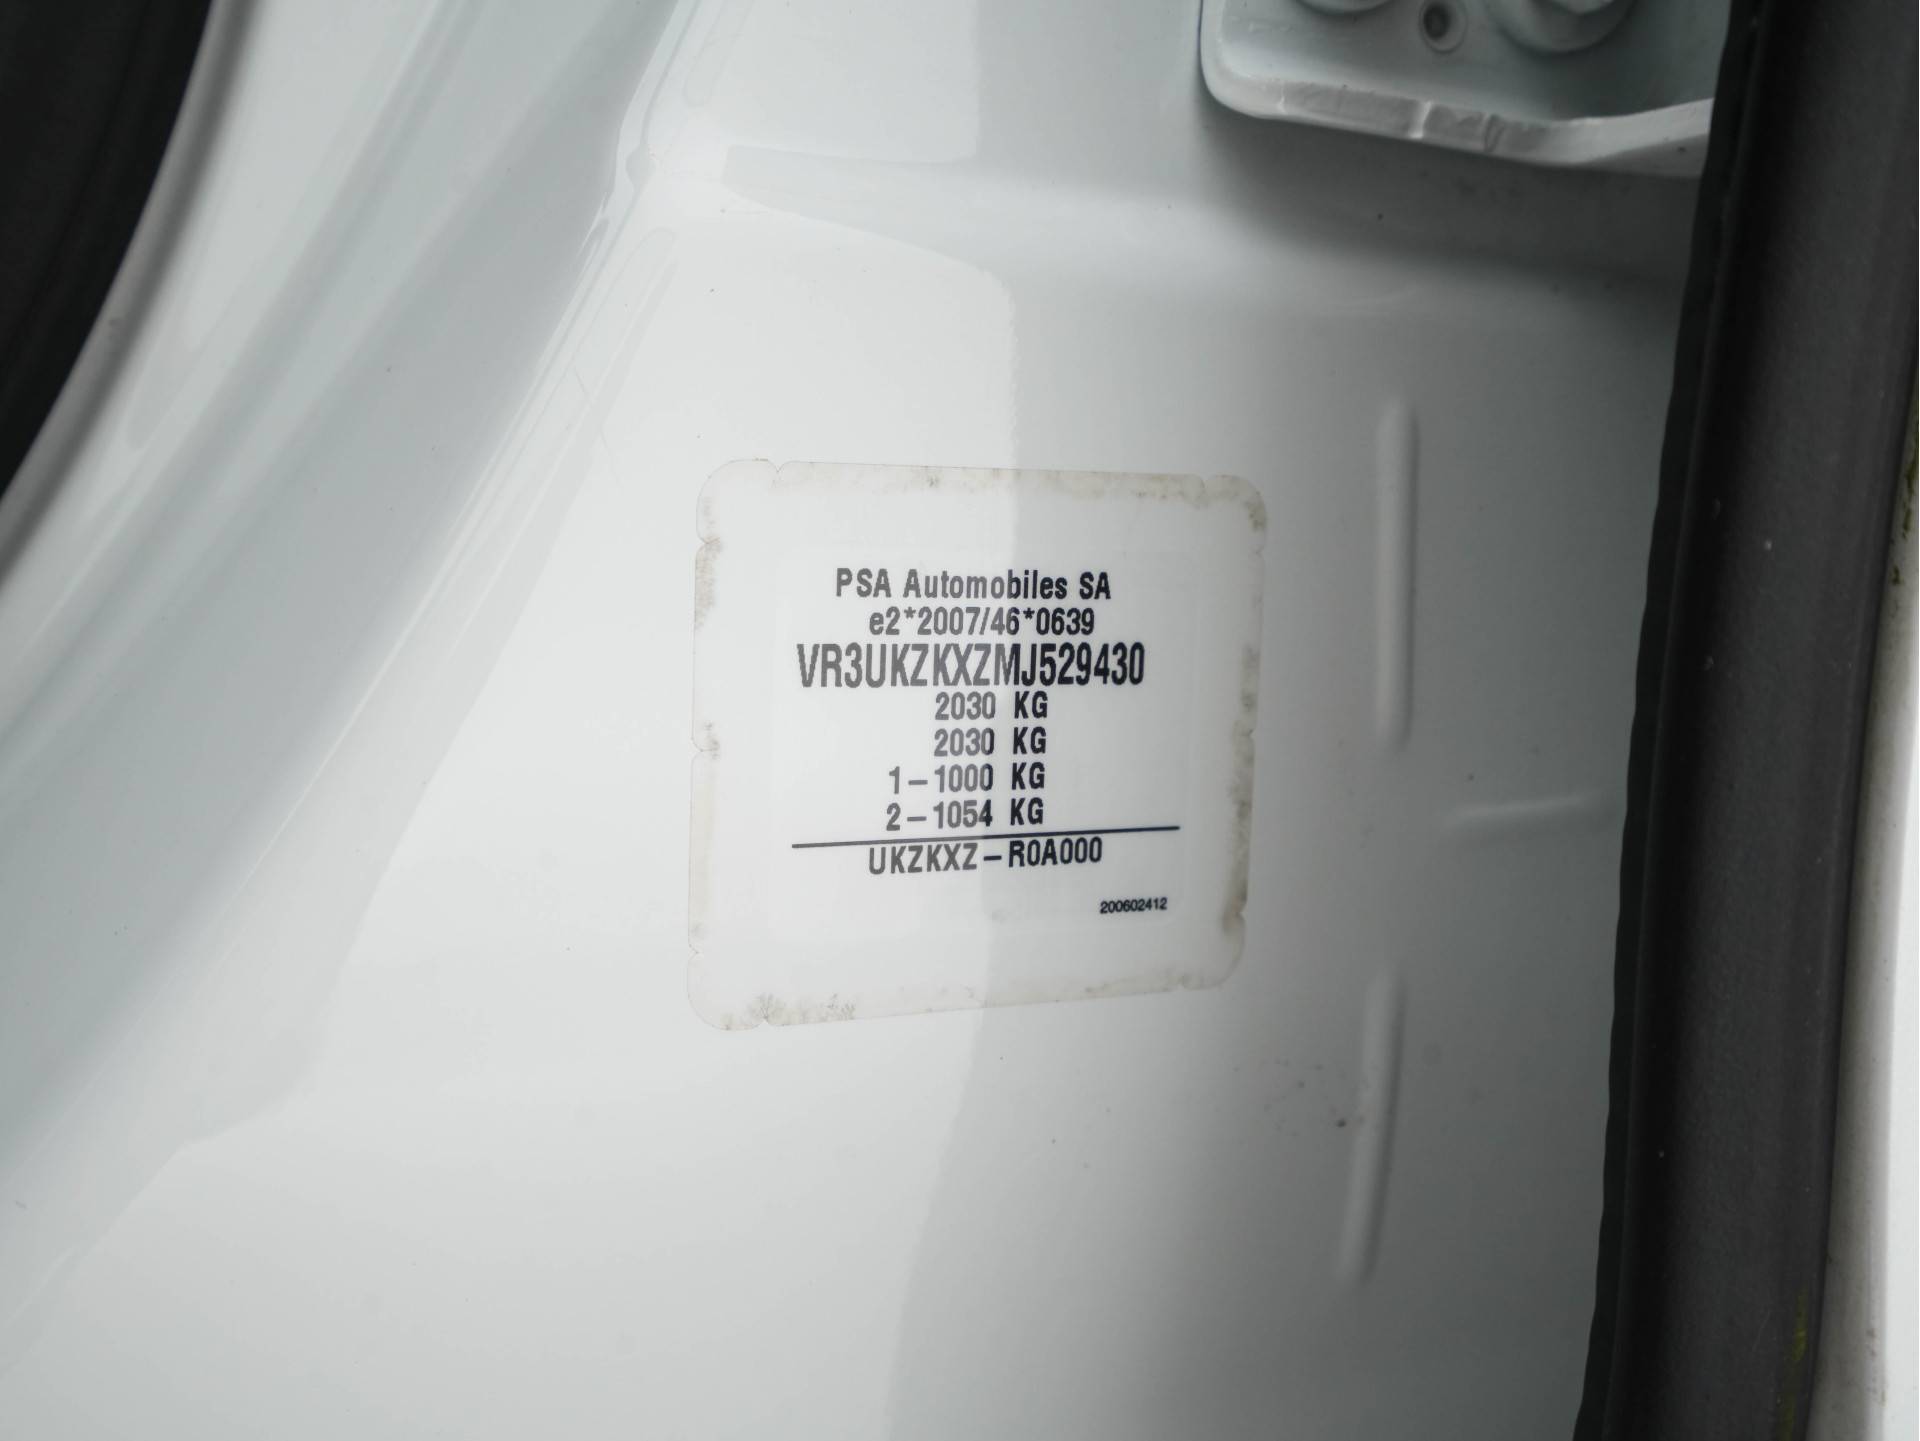 PSA Automobiles SA
e2*2007/46*0639
VR3UKZKXZMJ529430
2030 KG
2030 KG
1-1000 KG
2-1054 KG
UKZKXZ-R0A000
200602412